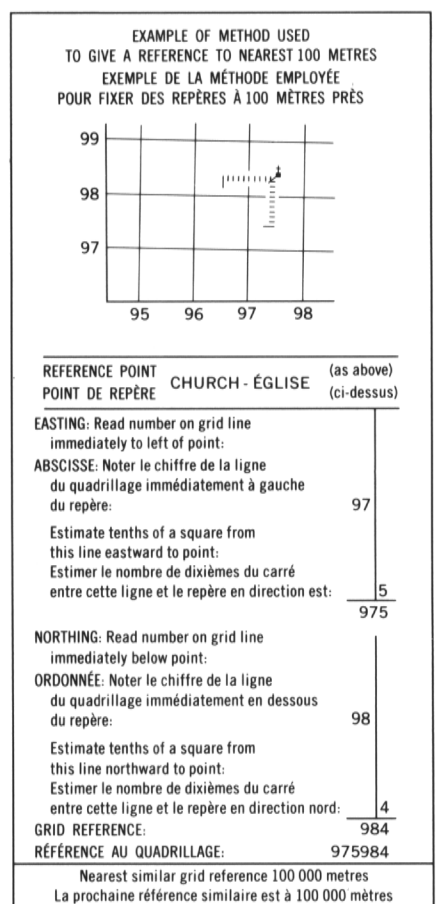 EXAMPLE OF METHOD USED
TO GIVE A REFERENCE TO NEAREST 100 METRES
EXEMPLE DE LA MÉTHODE EMPLOYÉE
POUR FIXER DES REPÈRES À 100 MÈTRES PRÈS
99
98
97
95 96 97 98
REFERENCE POINT
POINT DE REPÈRE
CHURCH - ÉGLISE
(as above)
(ci-dessus)
EASTING: Read number on grid line
immediately to left of point:
ABSCISSE: Noter le chiffre de la ligne
du quadrillage immédiatement à gauche
du repère: 97
Estimate tenths of a square from
this line eastward to point:
Estimer le nombre de dixièmes du carré
entre cette ligne et le repère en direction est: 5
975
NORTHING: Read number on grid line
immediately below point:
ORDONNÉE: Noter le chiffre de la ligne
du quadrillage immédiatement en dessous
du repère: 98
Estimate tenths of a square from
this line northward to point:
Estimer le nombre de dixièmes du carré
entre cette ligne et le repère en direction nord: 4
GRID REFERENCE: 984
RÉFÉRENCE AU QUADRILLAGE: 975984
Nearest similar grid reference 100 000 metres
La prochaine référence similaire est à 100 000 mètres